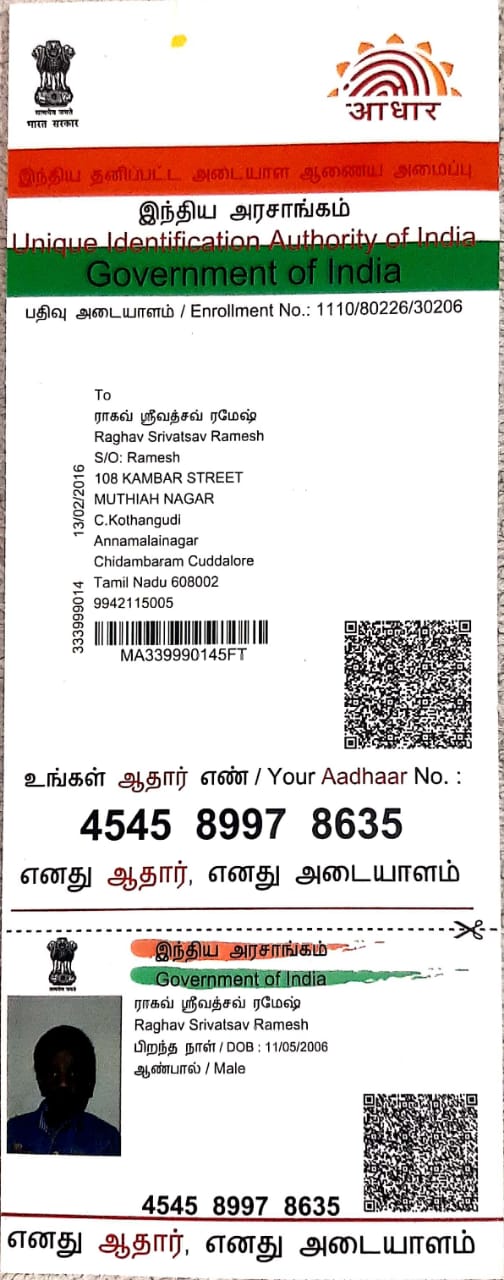 सत्यमेव जयते
भारत सरकार
आधार
இந்திய தனிப்பட்ட அடையாள ஆணைய அமைப்பு
இந்திய அரசாங்கம்
Unique Identification Authority of India
Government of India
பதிவு அடையாளம் / Enrollment No.: 1110/80226/30206
To
ராகவ் ஸ்ரீவத்சவ் ரமேஷ்
Raghav Srivatsav Ramesh
S/O: Ramesh
108 KAMBAR STREET
MUTHIAH NAGAR
C.Kothangudi
Annamalainagar
Chidambaram Cuddalore
Tamil Nadu 608002
9942115005
13/02/2016
333999014
MA339990145FT
உங்கள் ஆதார் எண் / Your Aadhaar No. :
4545 8997 8635
எனது ஆதார், எனது அடையாளம்
இந்திய அரசாங்கம்
Government of India
ராகவ் ஸ்ரீவத்சவ் ரமேஷ்
Raghav Srivatsav Ramesh
பிறந்த நாள் / DOB : 11/05/2006
ஆண்பால் / Male
4545 8997 8635
எனது ஆதார், எனது அடையாளம்